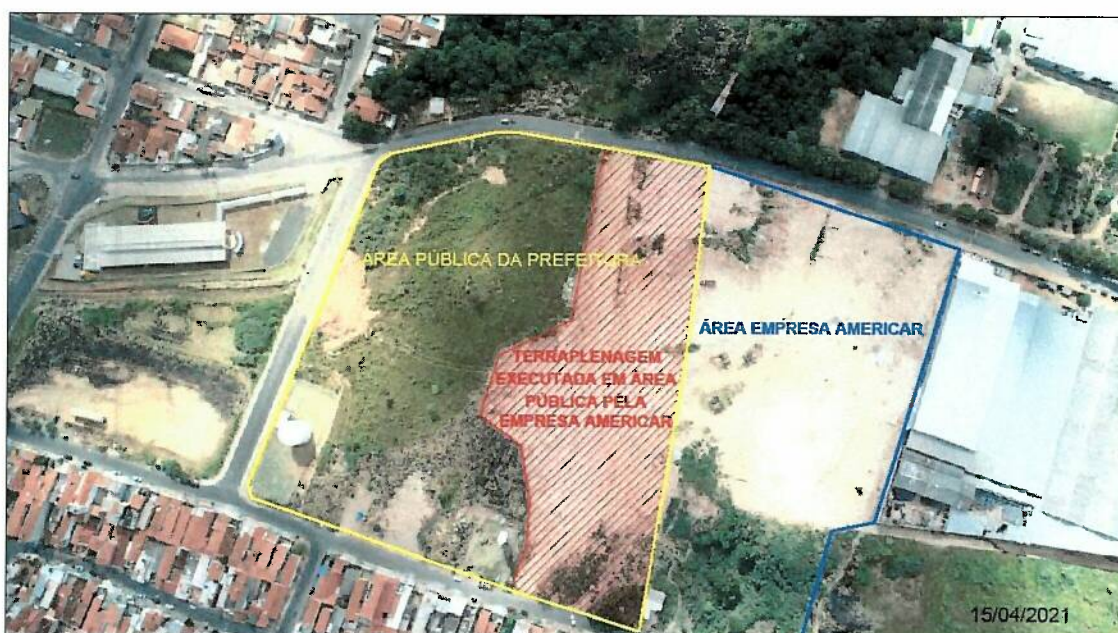 ÁREA PÚBLICA DA PREFEITURA
ÁREA EMPRESA AMERICAR
TERRAPLENAGEM
EXECUTADA EM ÁREA
PÚBLICA PELA
EMPRESA AMERICAR
15/04/2021